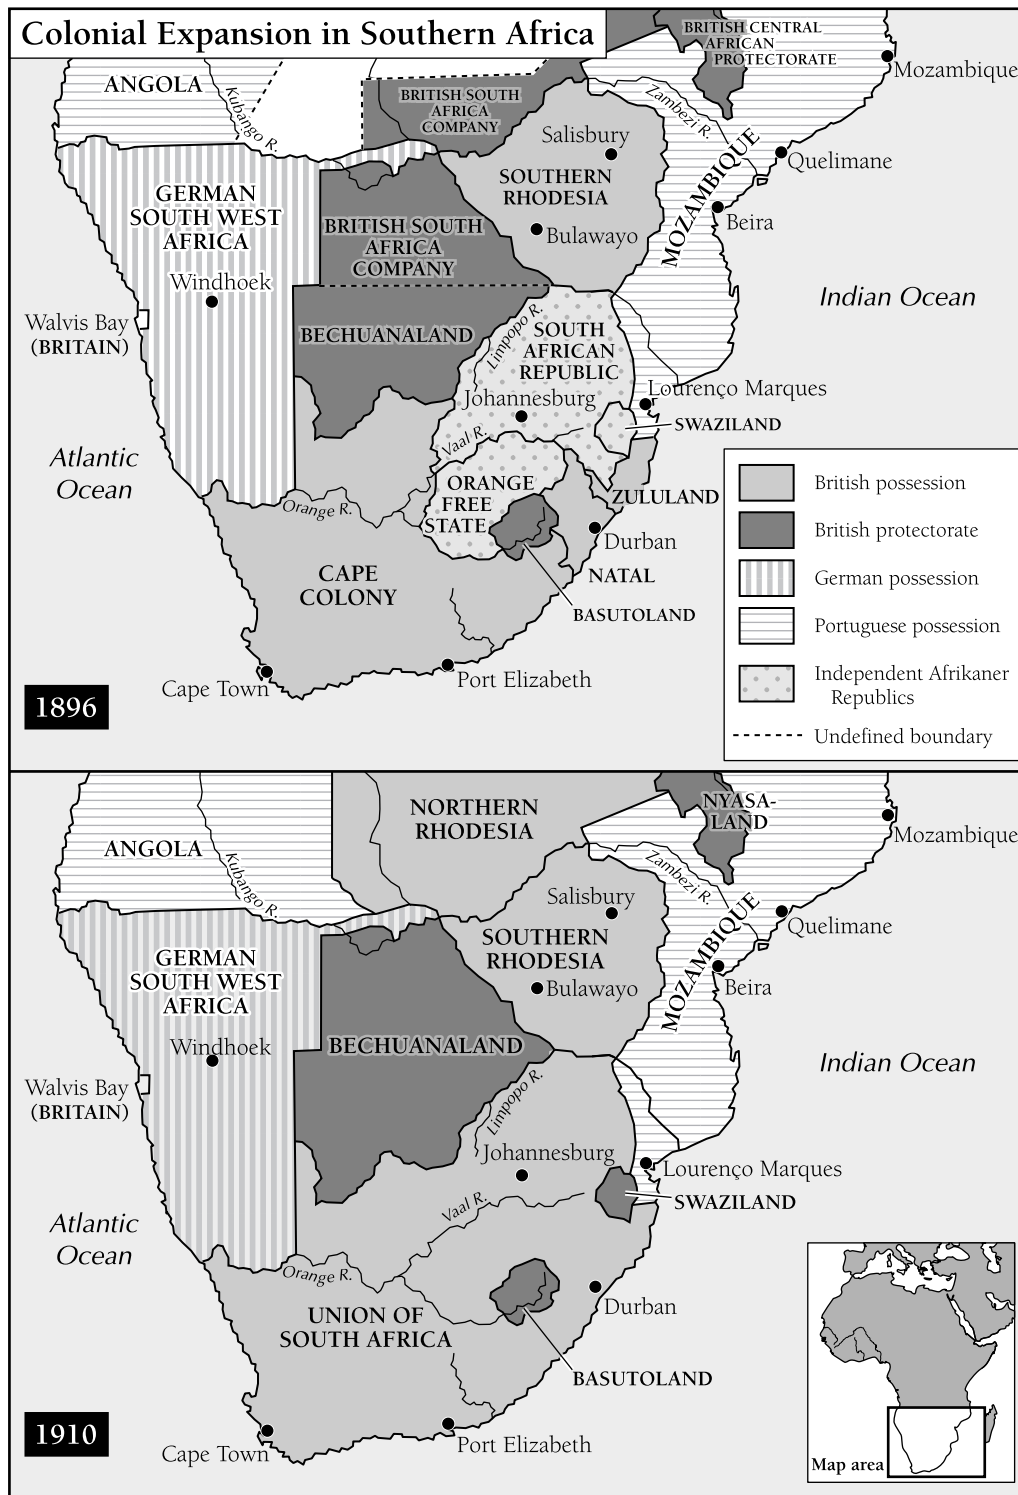 Colonial Expansion in Southern Africa
BRITISH CENTRAL
AFRICAN
PROTECTORATE
Mozambique
ANGOLA
Kubango R.
BRITISH SOUTH
AFRICA
COMPANY
Zambezi R.
Salisbury
Quelimane
SOUTHERN
RHODESIA
MOZAMBIQUE
GERMAN
SOUTH WEST
AFRICA
Beira
BRITISH SOUTH
AFRICA
COMPANY
Bulawayo
Windhoek
Indian Ocean
Walvis Bay
(BRITAIN)
BECHUANALAND
Limpopo R.
SOUTH
AFRICAN
REPUBLIC
Johannesburg
Lourenço Marques
SWAZILAND
Vaal R.
Atlantic
Ocean
ORANGE
FREE
STATE
ZULULAND
Orange R.
Durban
CAPE
COLONY
NATAL
BASUTOLAND
Cape Town
Port Elizabeth
1896
British possession
British protectorate
German possession
Portuguese possession
Independent Afrikaner
Republics
Undefined boundary
NORTHERN
RHODESIA
NYASA-
LAND
Mozambique
ANGOLA
Kubango R.
Zambezi R.
Salisbury
Quelimane
SOUTHERN
RHODESIA
MOZAMBIQUE
GERMAN
SOUTH WEST
AFRICA
Bulawayo
Beira
Windhoek
BECHUANALAND
Indian Ocean
Walvis Bay
(BRITAIN)
Limpopo R.
Johannesburg
Lourenço Marques
SWAZILAND
Vaal R.
Atlantic
Ocean
Orange R.
Durban
UNION OF
SOUTH AFRICA
BASUTOLAND
Cape Town
Port Elizabeth
1910
Map area